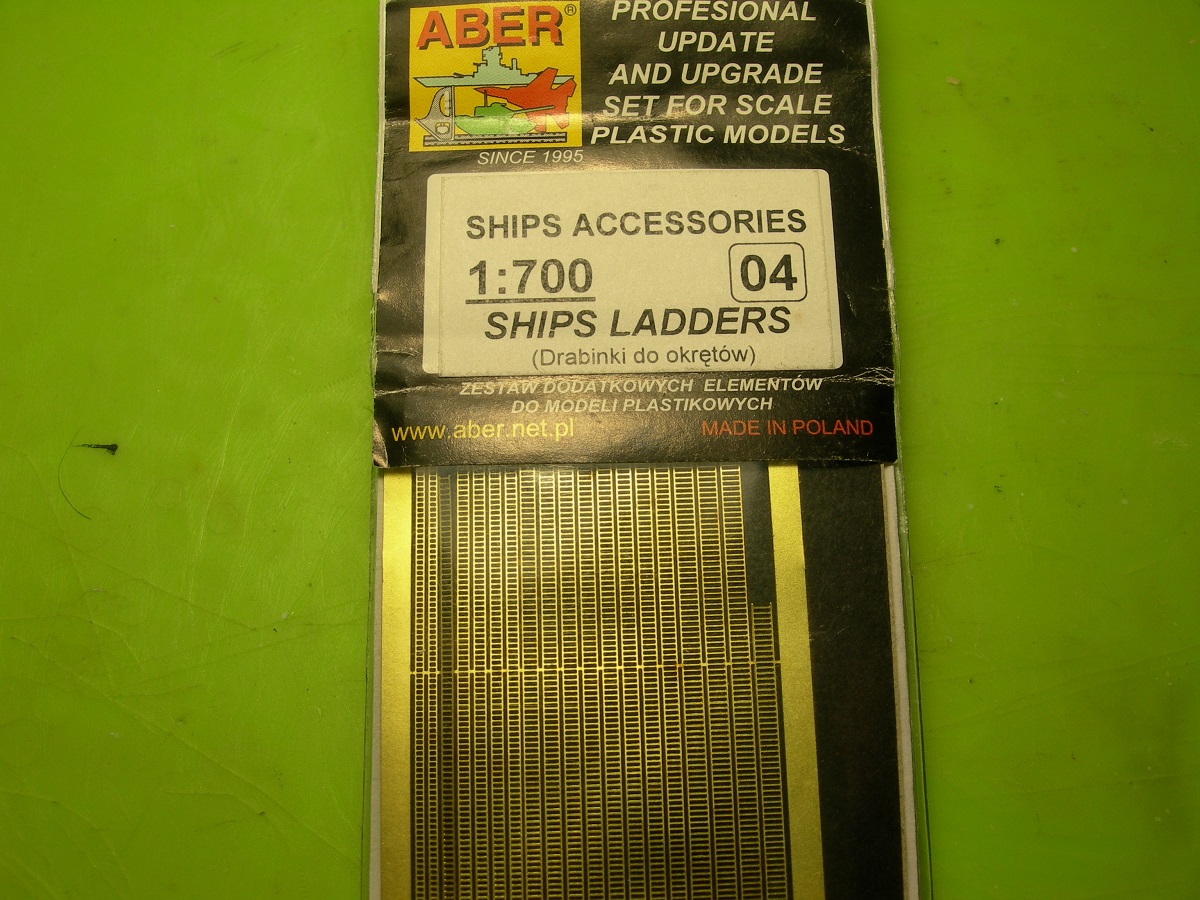 ABER®
SINCE 1995
PROFESIONAL
UPDATE
AND UPGRADE
SET FOR SCALE
PLASTIC MODELS
SHIPS ACCESSORIES
1:700
04
SHIPS LADDERS
(Drabinki do okrętów)
ZESTAW DODATKOWYCH ELEMENTÓW
DO MODELI PLASTIKOWYCH
www.aber.net.pl
MADE IN POLAND